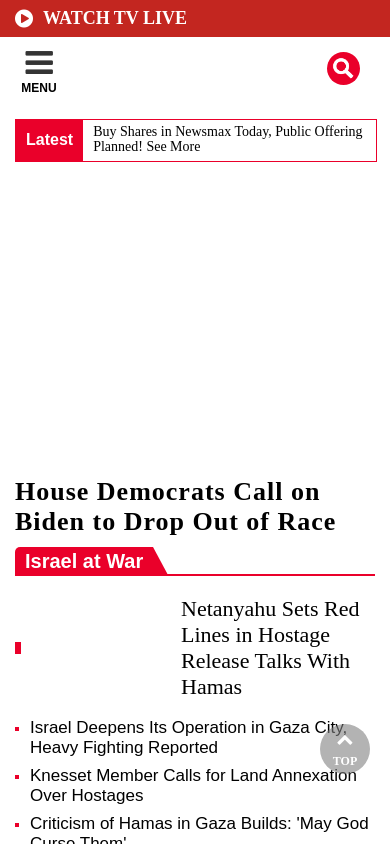 WATCH TV LIVE
MENU
Latest
Buy Shares in Newsmax Today, Public Offering
Planned! See More
House Democrats Call on
Biden to Drop Out of Race
Israel at War
Netanyahu Sets Red
Lines in Hostage
Release Talks With
Hamas
Israel Deepens Its Operation in Gaza City,
Heavy Fighting Reported
TOP
Knesset Member Calls for Land Annexation
Over Hostages
Criticism of Hamas in Gaza Builds: 'May God
Curse Them'